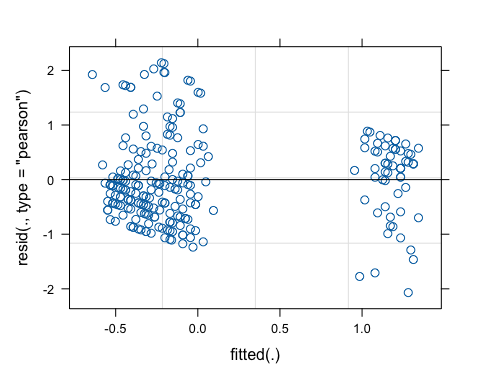 2
1
0
-1
-2
resid(., type = "pearson")
-0.5 0.0 0.5 1.0
fitted(.)